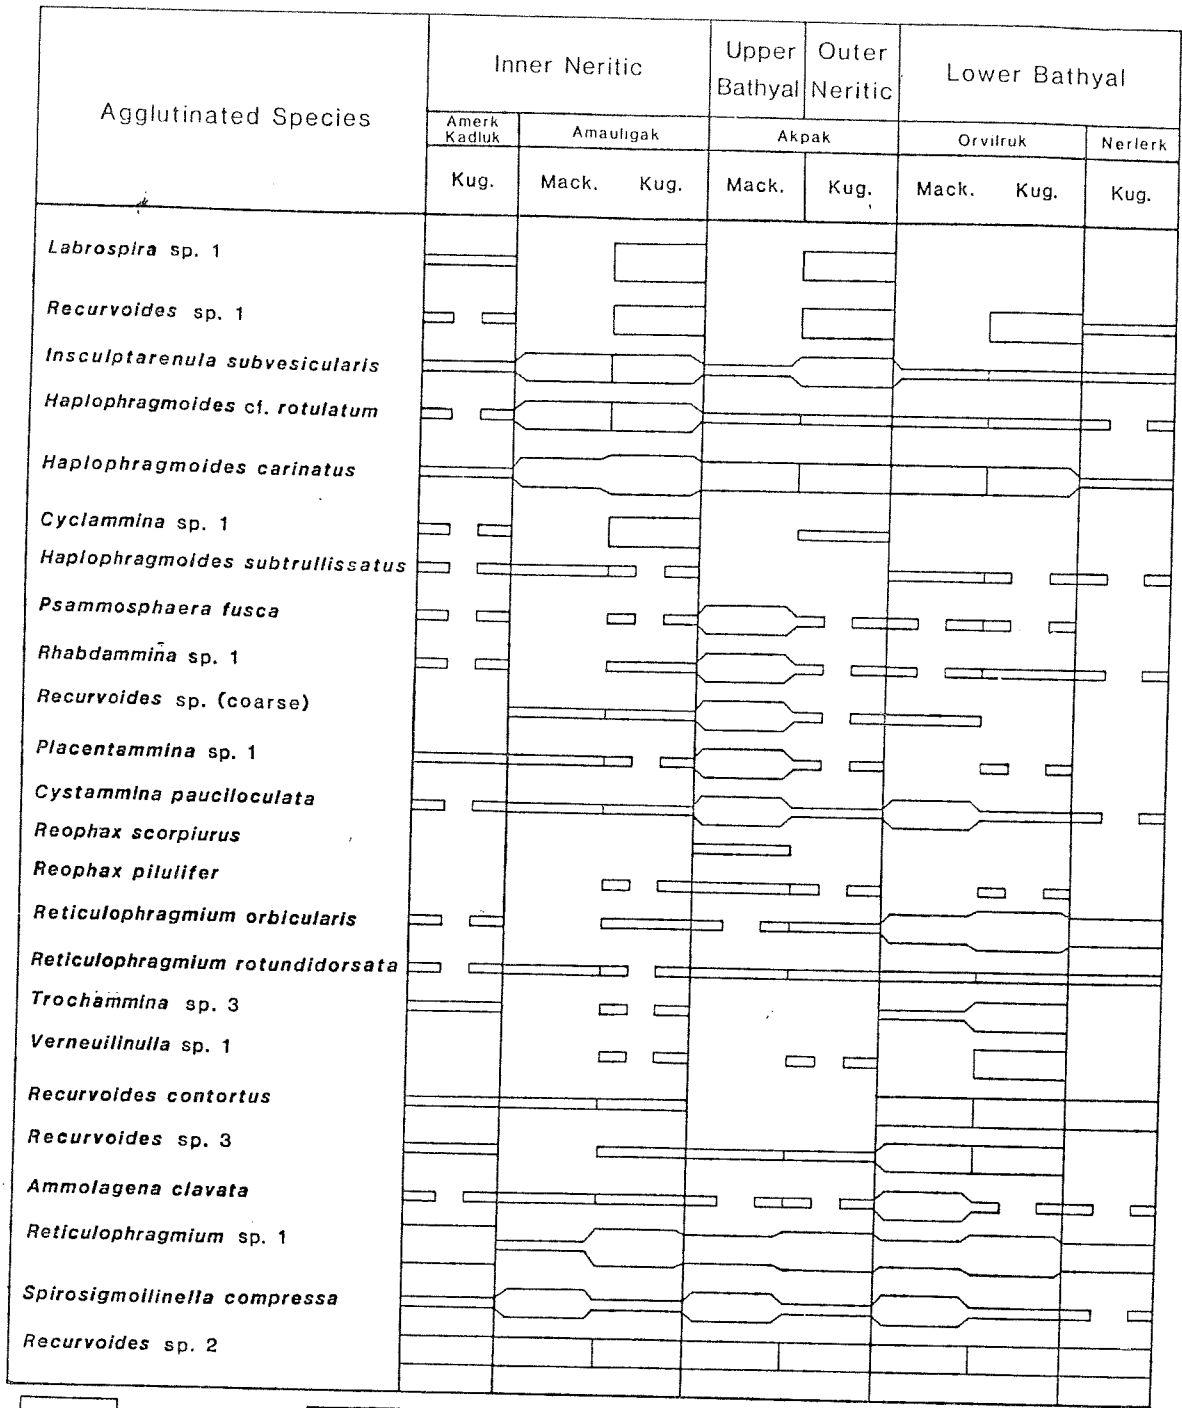 Agglutinated Species
Inner Neritic
Upper Bathyal
Outer Neritic
Lower Bathyal
Amerk Kadluk
Amauligak
Akpak
Orvilruk
Nerlerk
Kug. Mack. Kug. Mack. Kug. Mack. Kug. Kug.
Labrospira sp. 1
Recurvoides sp. 1
Insculptarenula subvesicularis
Haplophragmoides cf. rotulatum
Haplophragmoides carinatus
Cyclammina sp. 1
Haplophragmoides subtrullissatus
Psammosphaera fusca
Rhabdammina sp. 1
Recurvoides sp. (coarse)
Placentammina sp. 1
Cystammina pauciloculata
Reophax scorpiurus
Reophax pilulifer
Reticulophragmium orbicularis
Reticulophragmium rotundidorsata
Trochammina sp. 3
Verneuilinulla sp. 1
Recurvoides contortus
Recurvoides sp. 3
Ammolagena clavata
Reticulophragmium sp. 1
Spirosigmoilinella compressa
Recurvoides sp. 2